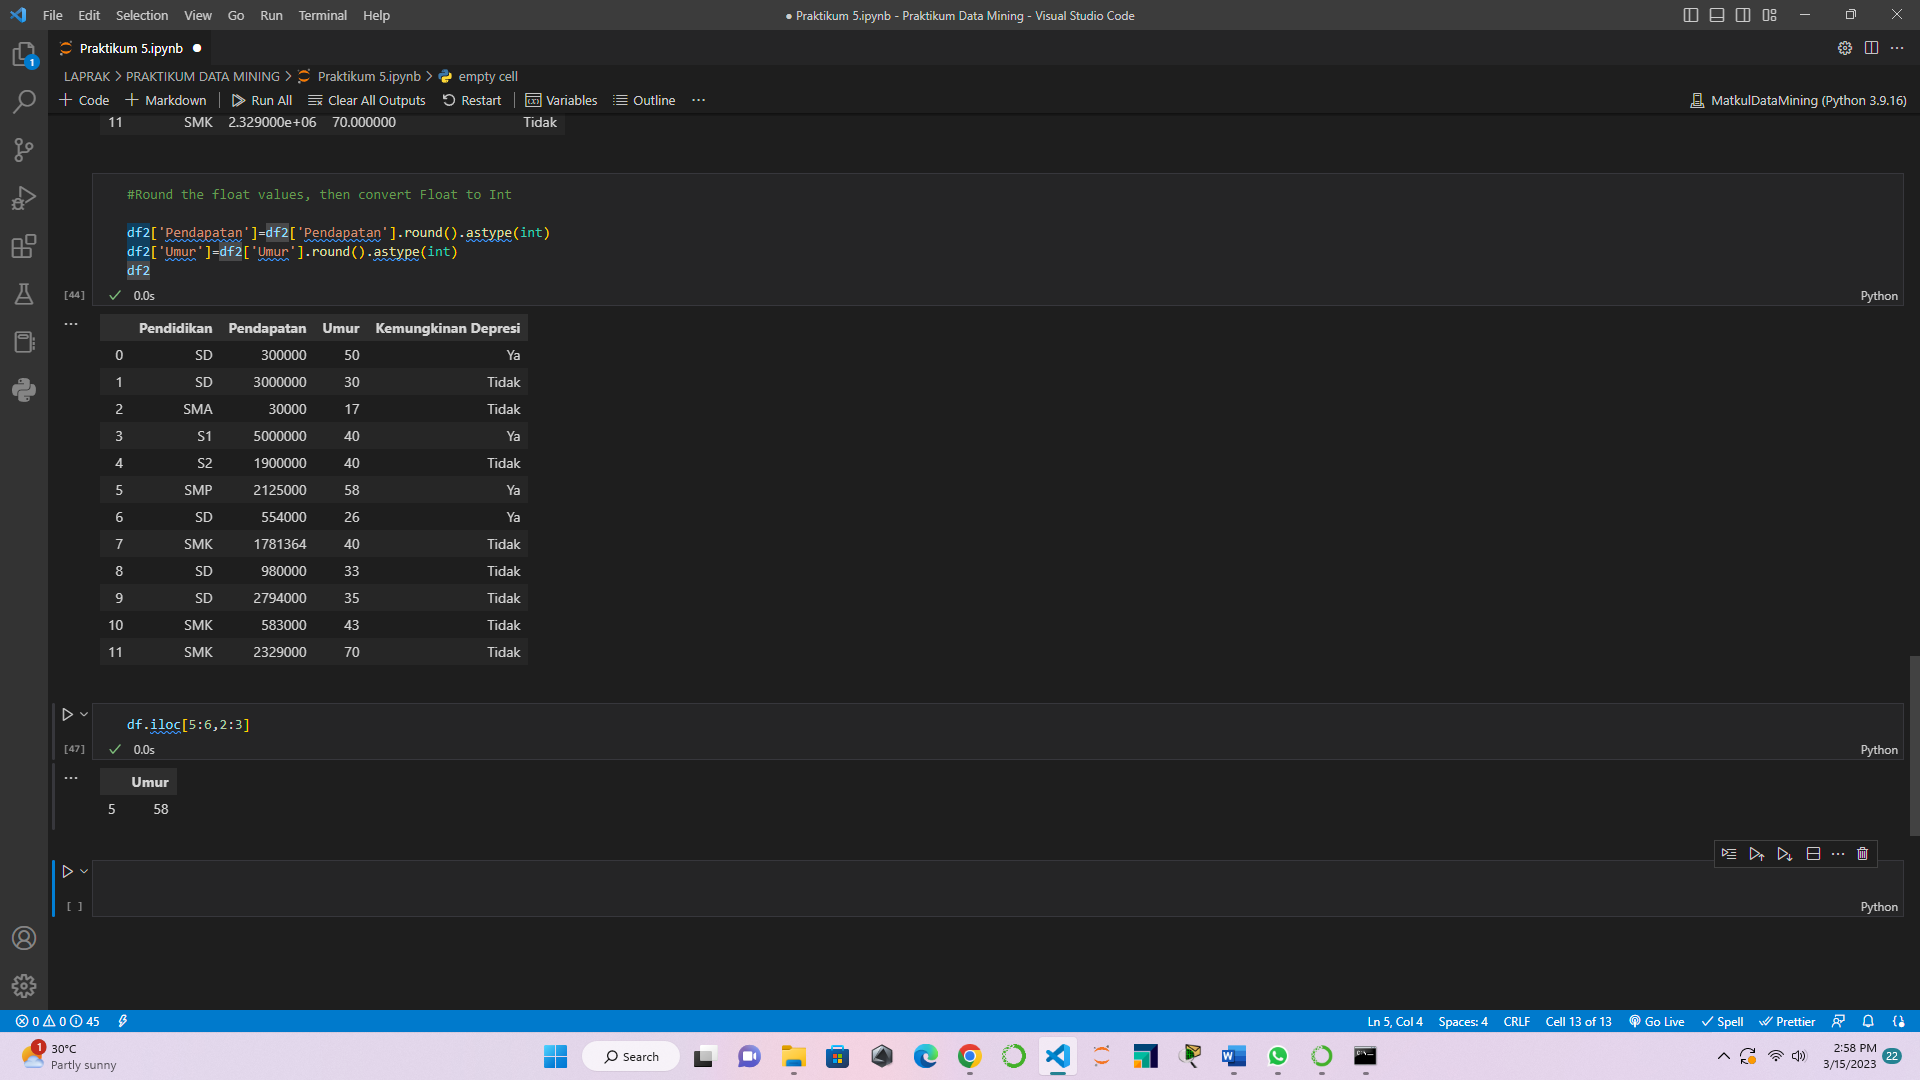 File Edit Selection View Go Run Terminal Help
● Praktikum 5.ipynb - Praktikum Data Mining - Visual Studio Code
1
Praktikum 5.ipynb ●
LAPRAK > PRAKTIKUM DATA MINING > Praktikum 5.ipynb > empty cell
+ Code + Markdown | Run All Clear All Outputs Restart | Variables Outline ...
MatkulDataMining (Python 3.9.16)
11 SMK 2.329000e+06 70.000000 Tidak
#Round the float values, then convert Float to Int
df2['Pendapatan']=df2['Pendapatan'].round().astype(int)
df2['Umur']=df2['Umur'].round().astype(int)
df2
[44] 0.0s Python
...
Pendidikan Pendapatan Umur Kemungkinan Depresi
0 SD 300000 50 Ya
1 SD 3000000 30 Tidak
2 SMA 30000 17 Tidak
3 S1 5000000 40 Ya
4 S2 1900000 40 Tidak
5 SMP 2125000 58 Ya
6 SD 554000 26 Ya
7 SMK 1781364 40 Tidak
8 SD 980000 33 Tidak
9 SD 2794000 35 Tidak
10 SMK 583000 43 Tidak
11 SMK 2329000 70 Tidak
df.iloc[5:6,2:3]
[47] 0.0s Python
...
Umur
5 58
[ ] Python
0 0 45
Ln 5, Col 4 Spaces: 4 CRLF Cell 13 of 13 Go Live Spell Prettier
1 30°C
Partly sunny
Search
2:58 PM
3/15/2023
22